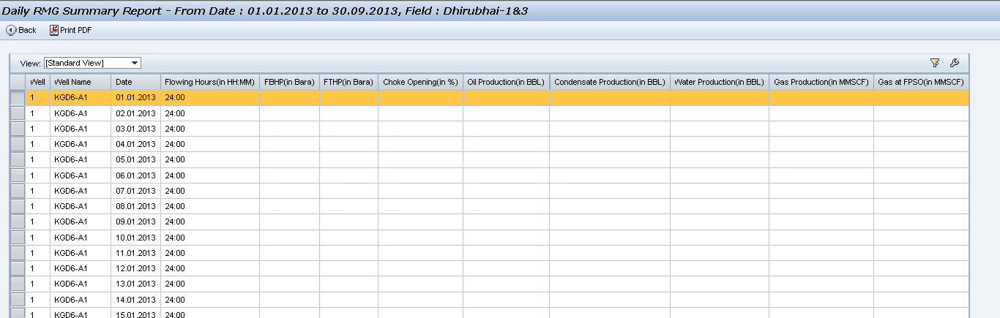 Daily RMG Summary Report - From Date : 01.01.2013 to 30.09.2013, Field : Dhirubhai-1&3
Back Print PDF
View: [Standard View]
Well Well Name Date Flowing Hours(in HH:MM) FBHP(in Bara) FTHP(in Bara) Choke Opening(in %) Oil Production(in BBL) Condensate Production(in BBL) Water Production(in BBL) Gas Production(in MMSCF) Gas at FPSO(in MMSCF)
1 KGD6-A1 01.01.2013 24:00
1 KGD6-A1 02.01.2013 24:00
1 KGD6-A1 03.01.2013 24:00
1 KGD6-A1 04.01.2013 24:00
1 KGD6-A1 05.01.2013 24:00
1 KGD6-A1 06.01.2013 24:00
1 KGD6-A1 07.01.2013 24:00
1 KGD6-A1 08.01.2013 24:00
1 KGD6-A1 09.01.2013 24:00
1 KGD6-A1 10.01.2013 24:00
1 KGD6-A1 11.01.2013 24:00
1 KGD6-A1 12.01.2013 24:00
1 KGD6-A1 13.01.2013 24:00
1 KGD6-A1 14.01.2013 24:00
1 KGD6-A1 15.01.2013 24:00